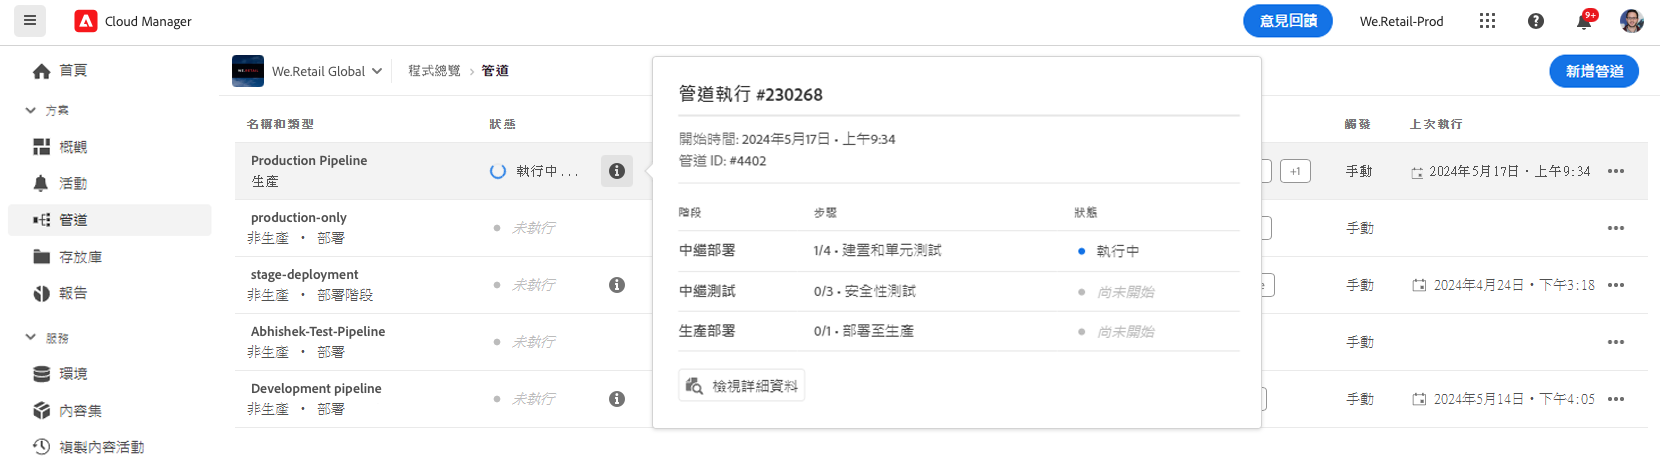 Cloud Manager
意見回饋
We.Retail-Prod
9+
首頁
方案
概觀
活動
管道
存放庫
報告
服務
環境
內容集
複製內容活動
We.Retail Global
程式總覽 › 管道
新增管道
名稱和類型 狀態 觸發 上次執行
Production Pipeline
生產
執行中 . . .
+1
手動
2024年5月17日・上午9:34
production-only
非生產 ・ 部署
未執行
手動
stage-deployment
非生產 ・ 部署階段
未執行
手動
2024年4月24日・下午3:18
Abhishek-Test-Pipeline
非生產 ・ 部署
未執行
手動
Development pipeline
非生產 ・ 部署
未執行
手動
2024年5月14日・下午4:05
管道執行 #230268
開始時間: 2024年5月17日 • 上午9:34
管道 ID: #4402
階段 步驟 狀態
中繼部署 1/4 • 建置和單元測試 執行中
中繼測試 0/3 • 安全性測試 尚未開始
生產部署 0/1 • 部署至生產 尚未開始
檢視詳細資料